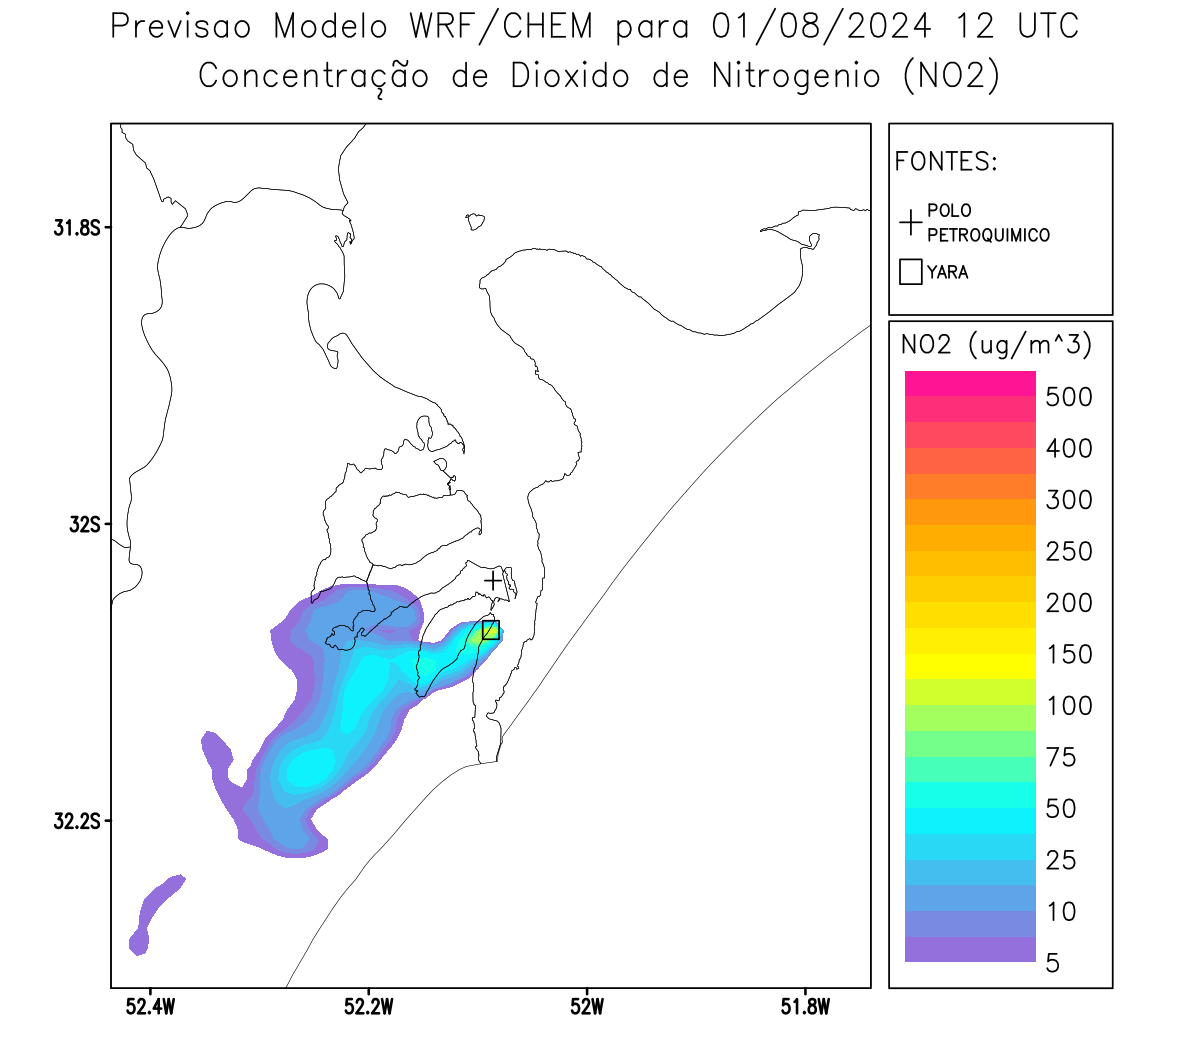 Previsao Modelo WRF/CHEM para 01/08/2024 12 UTC
Concentração de Dioxido de Nitrogenio (NO2)
FONTES:
POLO
PETROQUIMICO
YARA
NO2 (ug/m^3)
500
400
300
250
200
150
100
75
50
25
10
5
31.8S
32S
32.2S
52.4W
52.2W
52W
51.8W